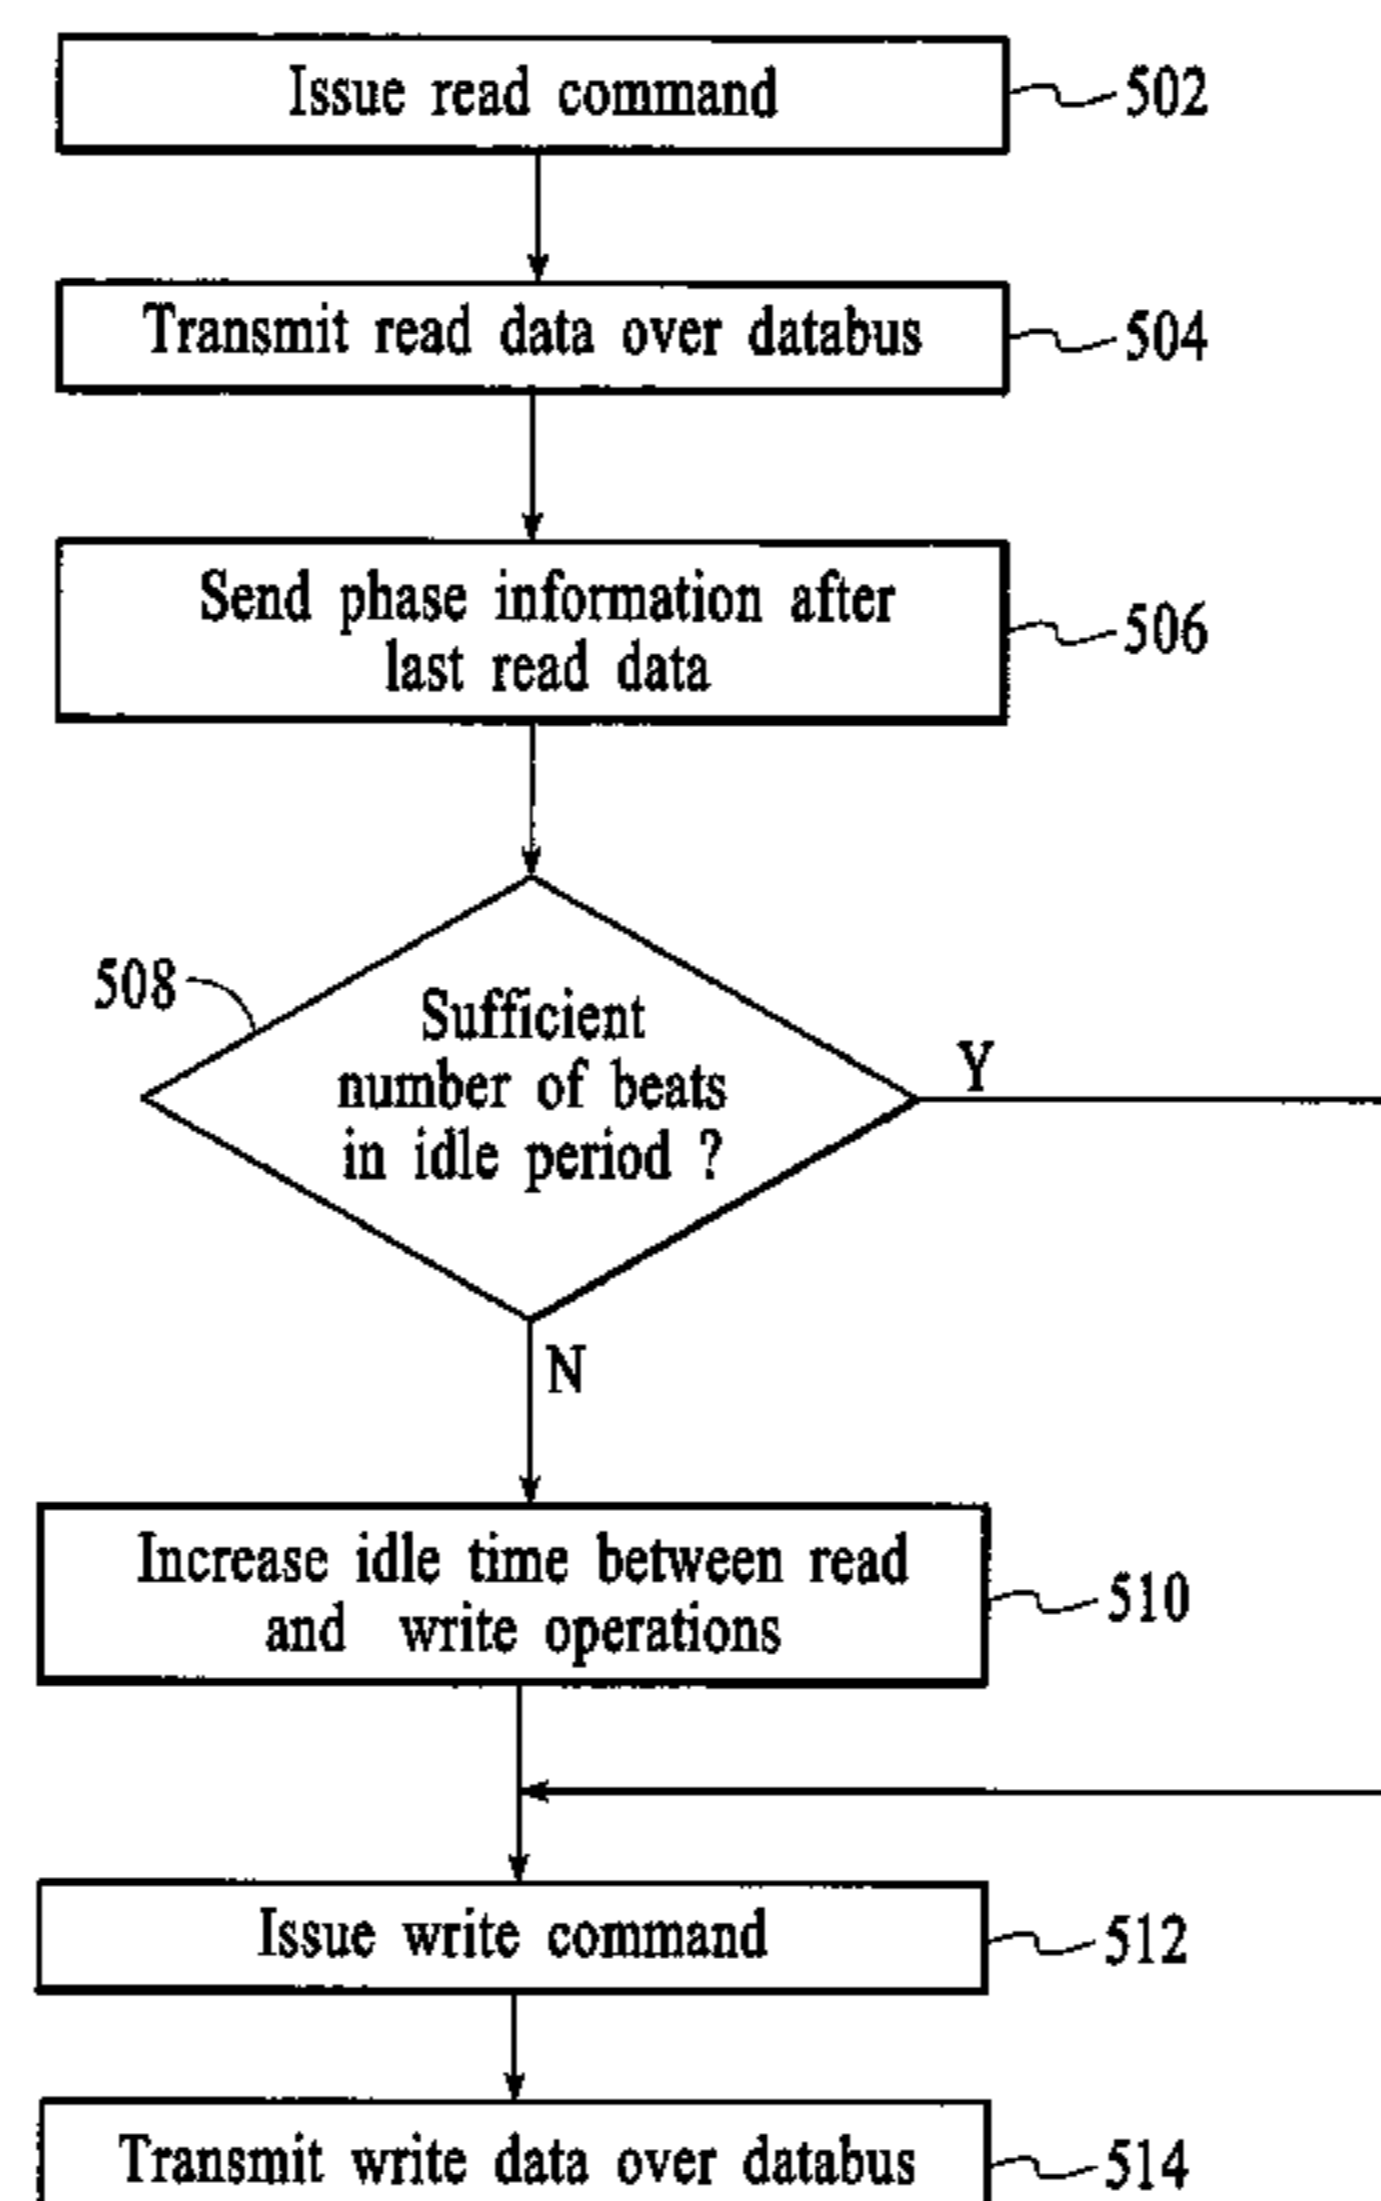 Issue read command
502
Transmit read data over databus
504
Send phase information after
last read data
506
508
Sufficient
number of beats
in idle period ?
Y
N
Increase idle time between read
and write operations
510
Issue write command
512
Transmit write data over databus
514